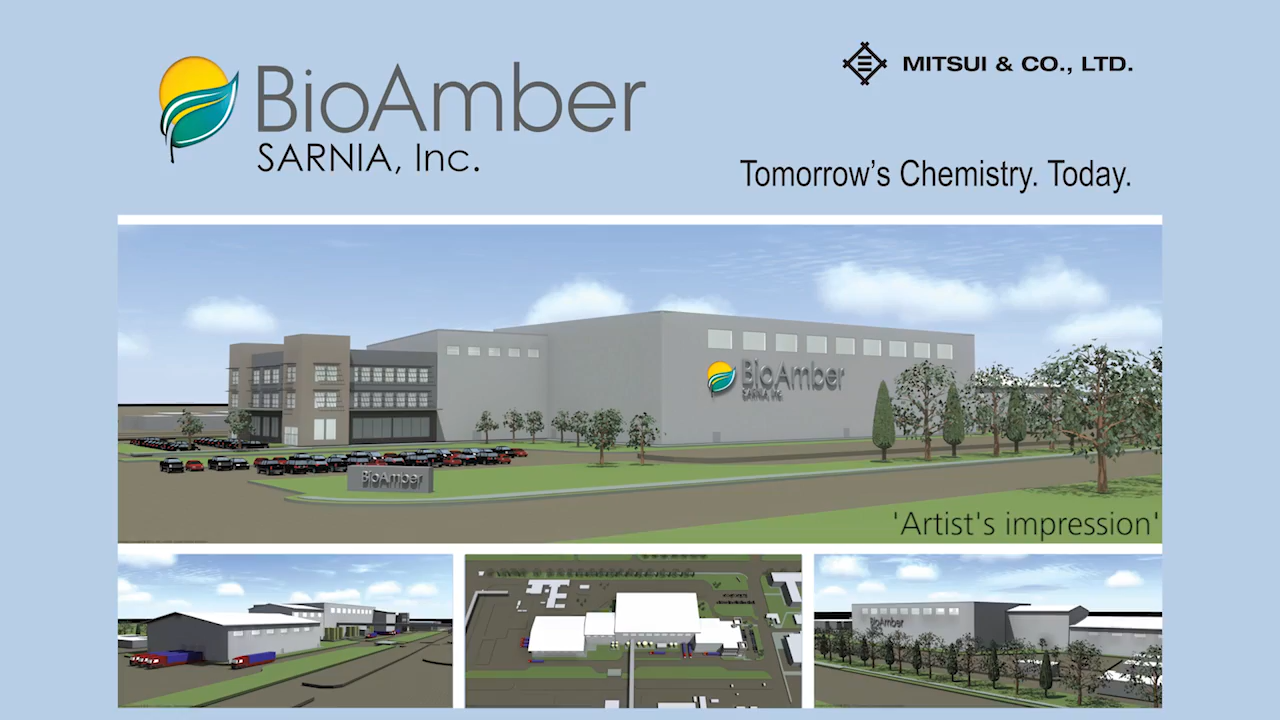 BioAmber
SARNIA, Inc.
MITSUI & CO., LTD.
Tomorrow's Chemistry. Today.
BioAmber
SARNIA, Inc.
BioAmber
'Artist's impression'
BioAmber